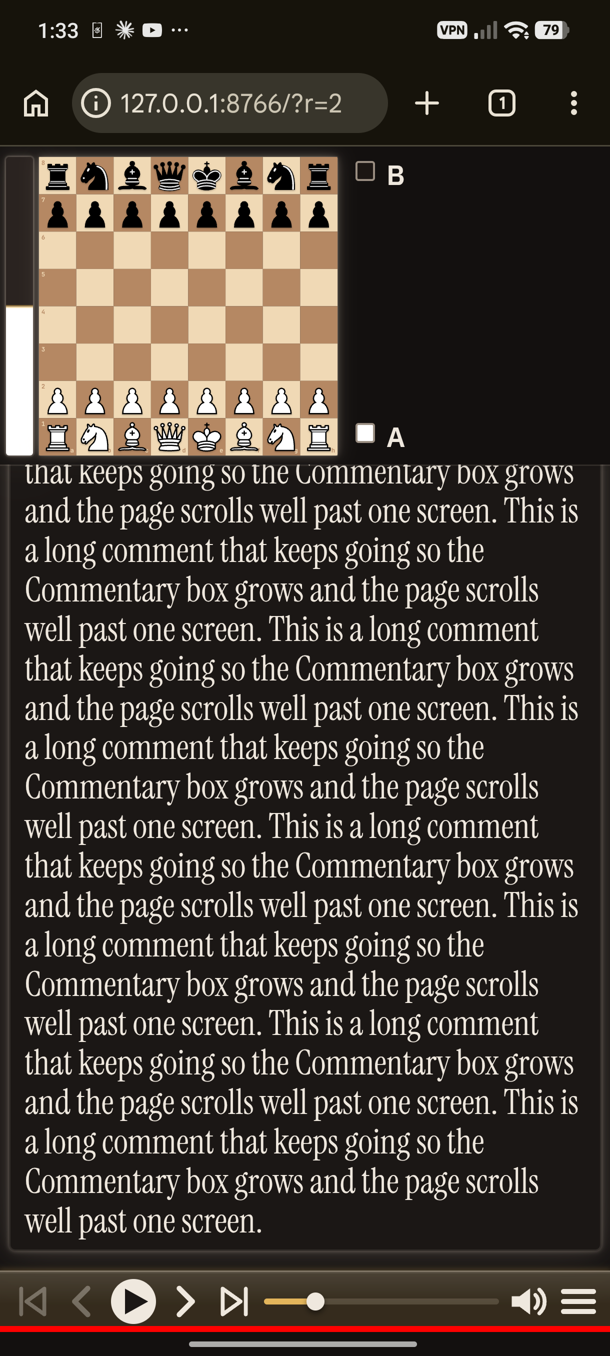 1:33
VPN
79
127.0.0.1:8766/?r=2
1
8
B
7
6
5
4
3
2
1
A
that keeps going so the Commentary box grows
and the page scrolls well past one screen. This is
a long comment that keeps going so the
Commentary box grows and the page scrolls
well past one screen. This is a long comment
that keeps going so the Commentary box grows
and the page scrolls well past one screen. This is
a long comment that keeps going so the
Commentary box grows and the page scrolls
well past one screen. This is a long comment
that keeps going so the Commentary box grows
and the page scrolls well past one screen. This is
a long comment that keeps going so the
Commentary box grows and the page scrolls
well past one screen. This is a long comment
that keeps going so the Commentary box grows
and the page scrolls well past one screen. This is
a long comment that keeps going so the
Commentary box grows and the page scrolls
well past one screen.